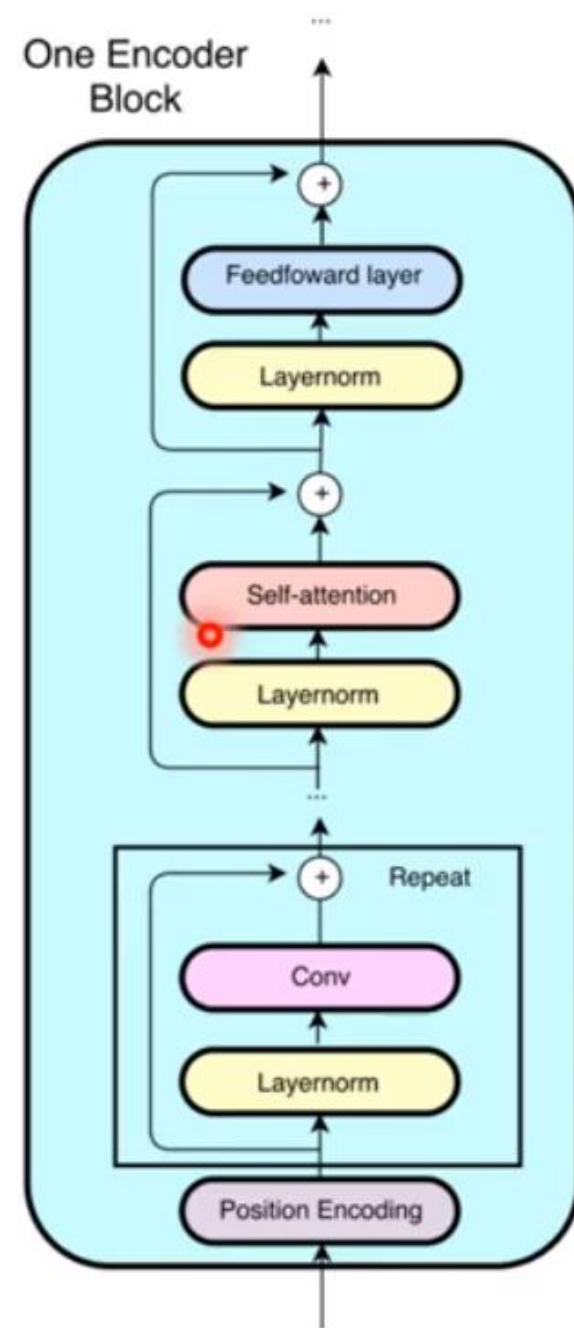 ...
One Encoder
Block
+
Feedfoward layer
Layernorm
+
Self-attention
Layernorm
...
+
Repeat
Conv
Layernorm
Position Encoding